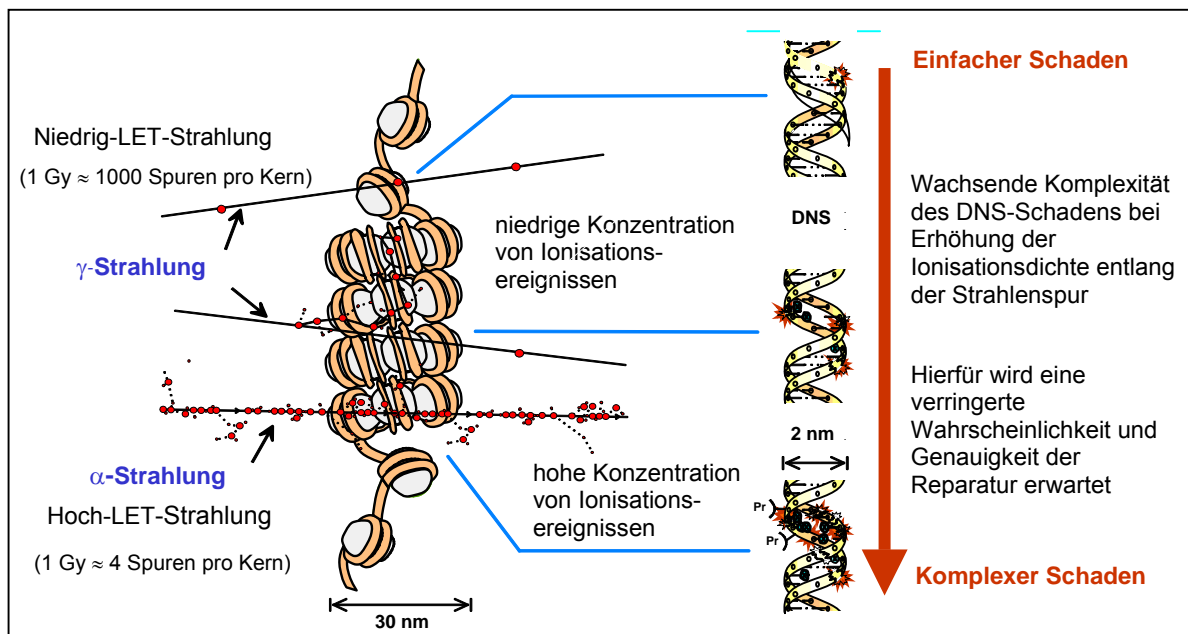 Niedrig-LET-Strahlung
(1 Gy ≈ 1000 Spuren pro Kern)
γ-Strahlung
α-Strahlung
Hoch-LET-Strahlung
(1 Gy ≈ 4 Spuren pro Kern)
30 nm
niedrige Konzentration
von Ionisations-
ereignissen
hohe Konzentration
von Ionisations-
ereignissen
DNS
2 nm
Pr
Pr
Einfacher Schaden
Wachsende Komplexität
des DNS-Schadens bei
Erhöhung der
Ionisationsdichte entlang
der Strahlenspur
Hierfür wird eine
verringerte
Wahrscheinlichkeit und
Genauigkeit der
Reparatur erwartet
Komplexer Schaden